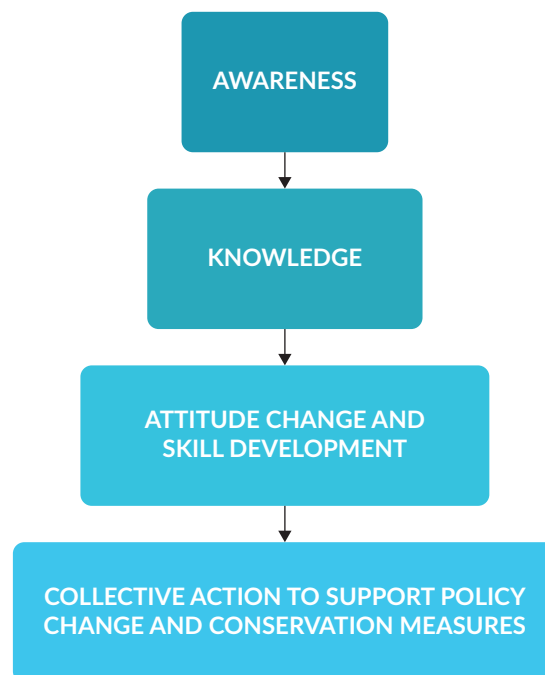 AWARENESS
KNOWLEDGE
ATTITUDE CHANGE AND
SKILL DEVELOPMENT
COLLECTIVE ACTION TO SUPPORT POLICY
CHANGE AND CONSERVATION MEASURES